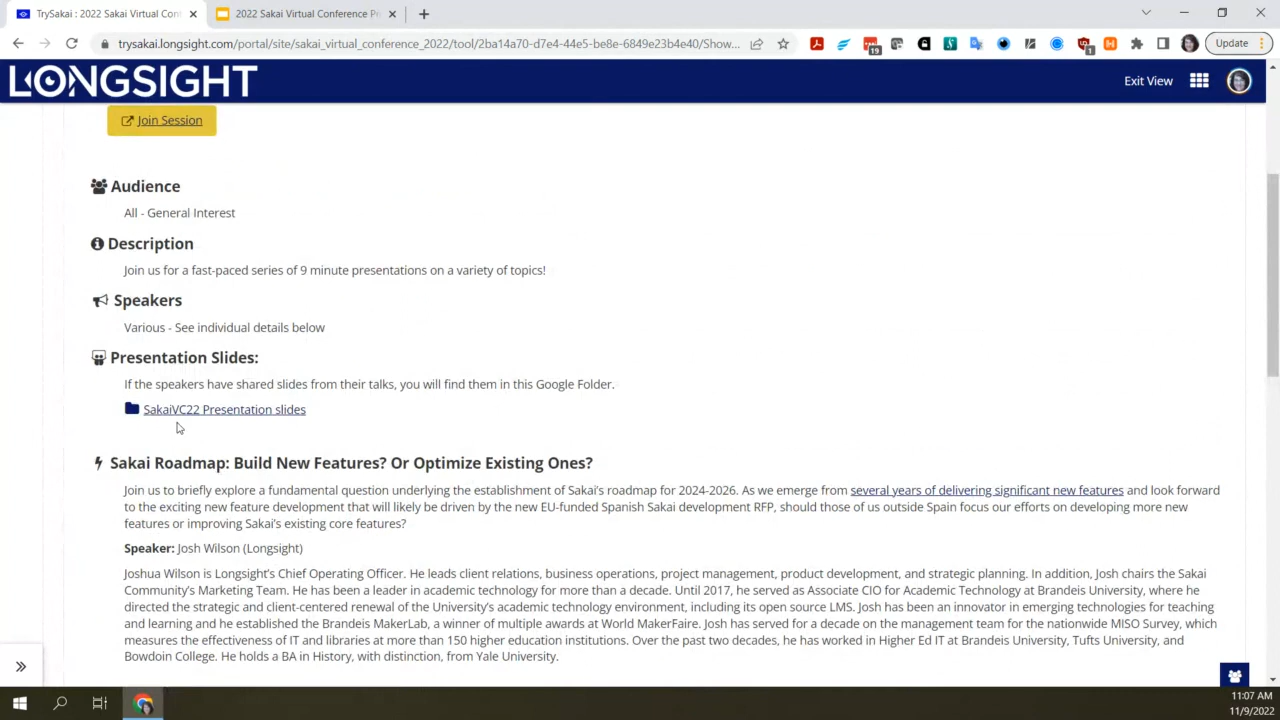 TrySakai : 2022 Sakai Virtual Con
2022 Sakai Virtual Conference Pr
trysakai.longsight.com/portal/site/sakai_virtual_conference_2022/tool/2ba14a70-d7e4-44e5-be8e-6849e23b4e40/Show...
19
1
Update
LONGSIGHT
Exit View
Join Session
Audience
All - General Interest
Description
Join us for a fast-paced series of 9 minute presentations on a variety of topics!
Speakers
Various - See individual details below
Presentation Slides:
If the speakers have shared slides from their talks, you will find them in this Google Folder.
SakaiVC22 Presentation slides
Sakai Roadmap: Build New Features? Or Optimize Existing Ones?
Join us to briefly explore a fundamental question underlying the establishment of Sakai's roadmap for 2024-2026. As we emerge from several years of delivering significant new features and look forward
to the exciting new feature development that will likely be driven by the new EU-funded Spanish Sakai development RFP, should those of us outside Spain focus our efforts on developing more new
features or improving Sakai's existing core features?
Speaker: Josh Wilson (Longsight)
Joshua Wilson is Longsight's Chief Operating Officer. He leads client relations, business operations, project management, product development, and strategic planning. In addition, Josh chairs the Sakai
Community's Marketing Team. He has been a leader in academic technology for more than a decade. Until 2017, he served as Associate CIO for Academic Technology at Brandeis University, where he
directed the strategic and client-centered renewal of the University's academic technology environment, including its open source LMS. Josh has been an innovator in emerging technologies for teaching
and learning and he established the Brandeis MakerLab, a winner of multiple awards at World MakerFaire. Josh has served for a decade on the management team for the nationwide MISO Survey, which
measures the effectiveness of IT and libraries at more than 150 higher education institutions. Over the past two decades, he has worked in Higher Ed IT at Brandeis University, Tufts University, and
Bowdoin College. He holds a BA in History, with distinction, from Yale University.
11:07 AM
11/9/2022